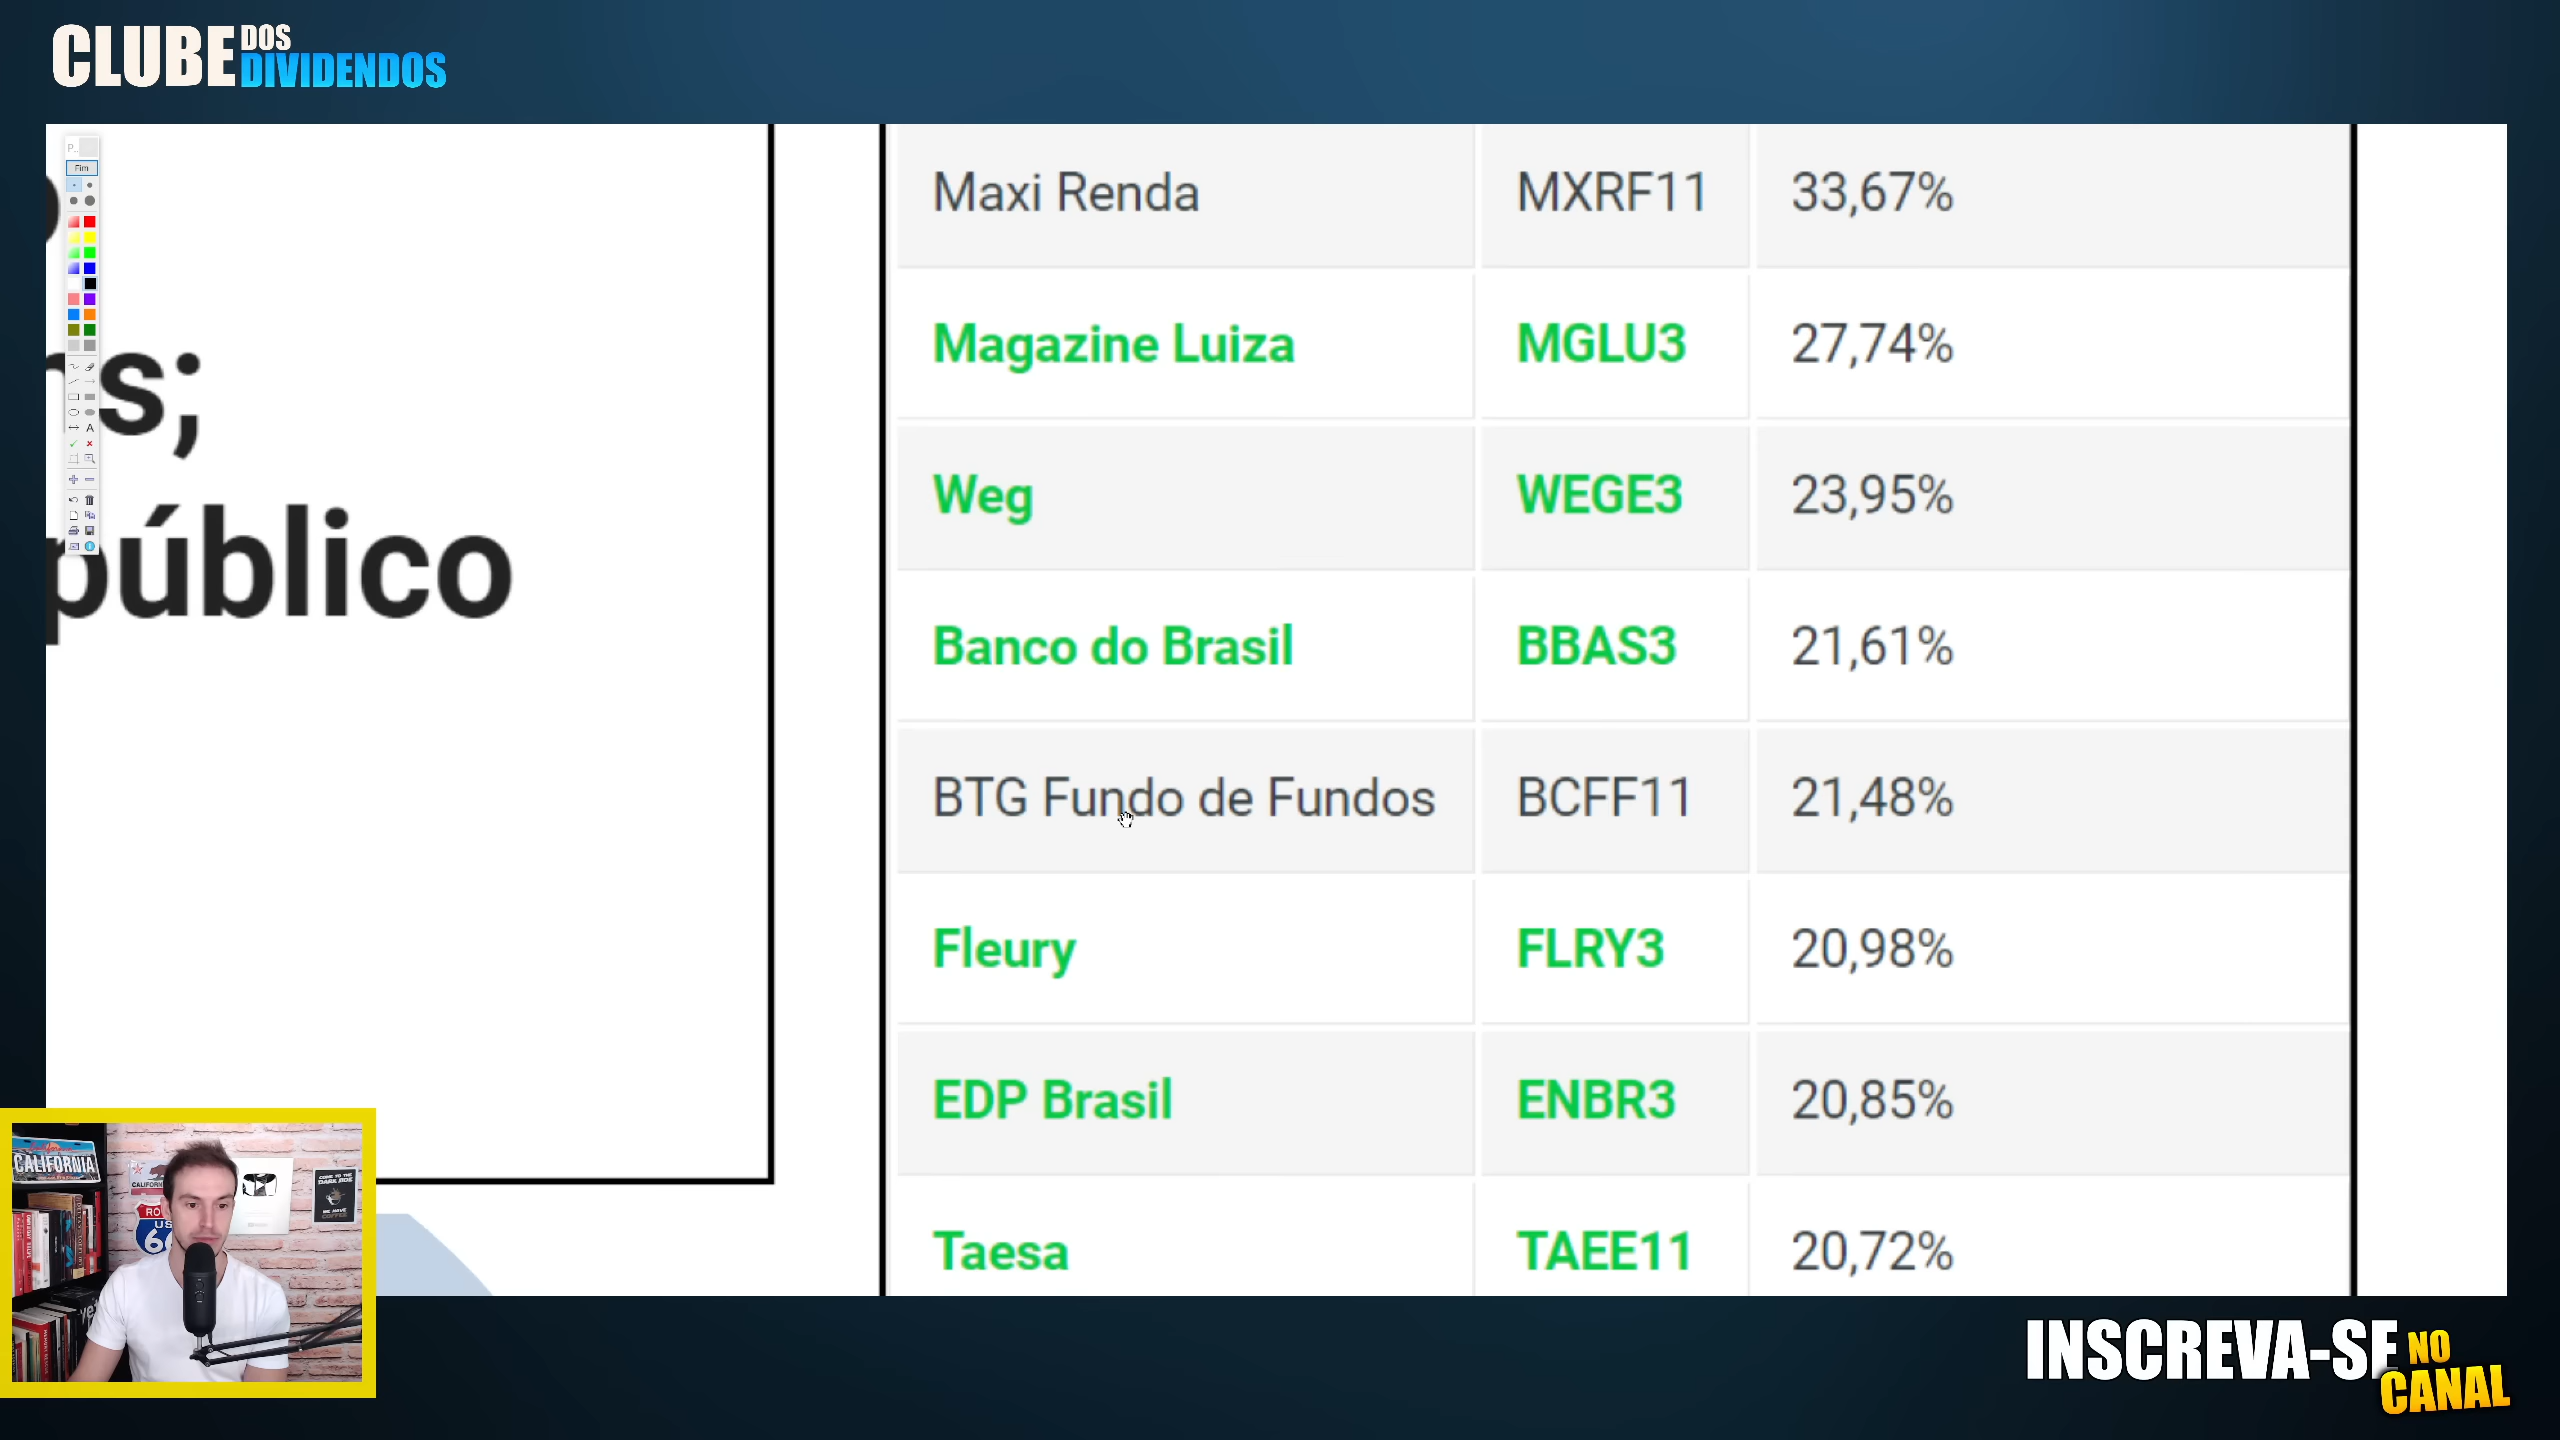 CLUBE DOS DIVIDENDOS
Fim
s;
público
Maxi Renda MXRF11 33,67%
Magazine Luiza MGLU3 27,74%
Weg WEGE3 23,95%
Banco do Brasil BBAS3 21,61%
BTG Fundo de Fundos BCFF11 21,48%
Fleury FLRY3 20,98%
EDP Brasil ENBR3 20,85%
Taesa TAEE11 20,72%
CALIFORNIA
INSCREVA-SE NO CANAL